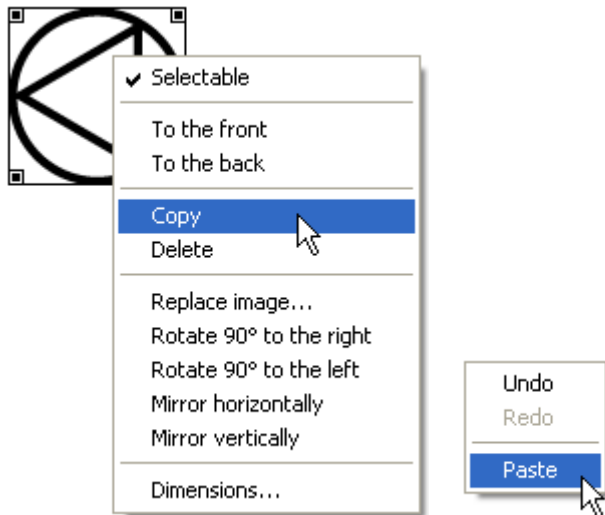 Selectable
To the front
To the back
Copy
Delete
Replace image...
Rotate 90° to the right
Rotate 90° to the left
Mirror horizontally
Mirror vertically
Dimensions...
Undo
Redo
Paste